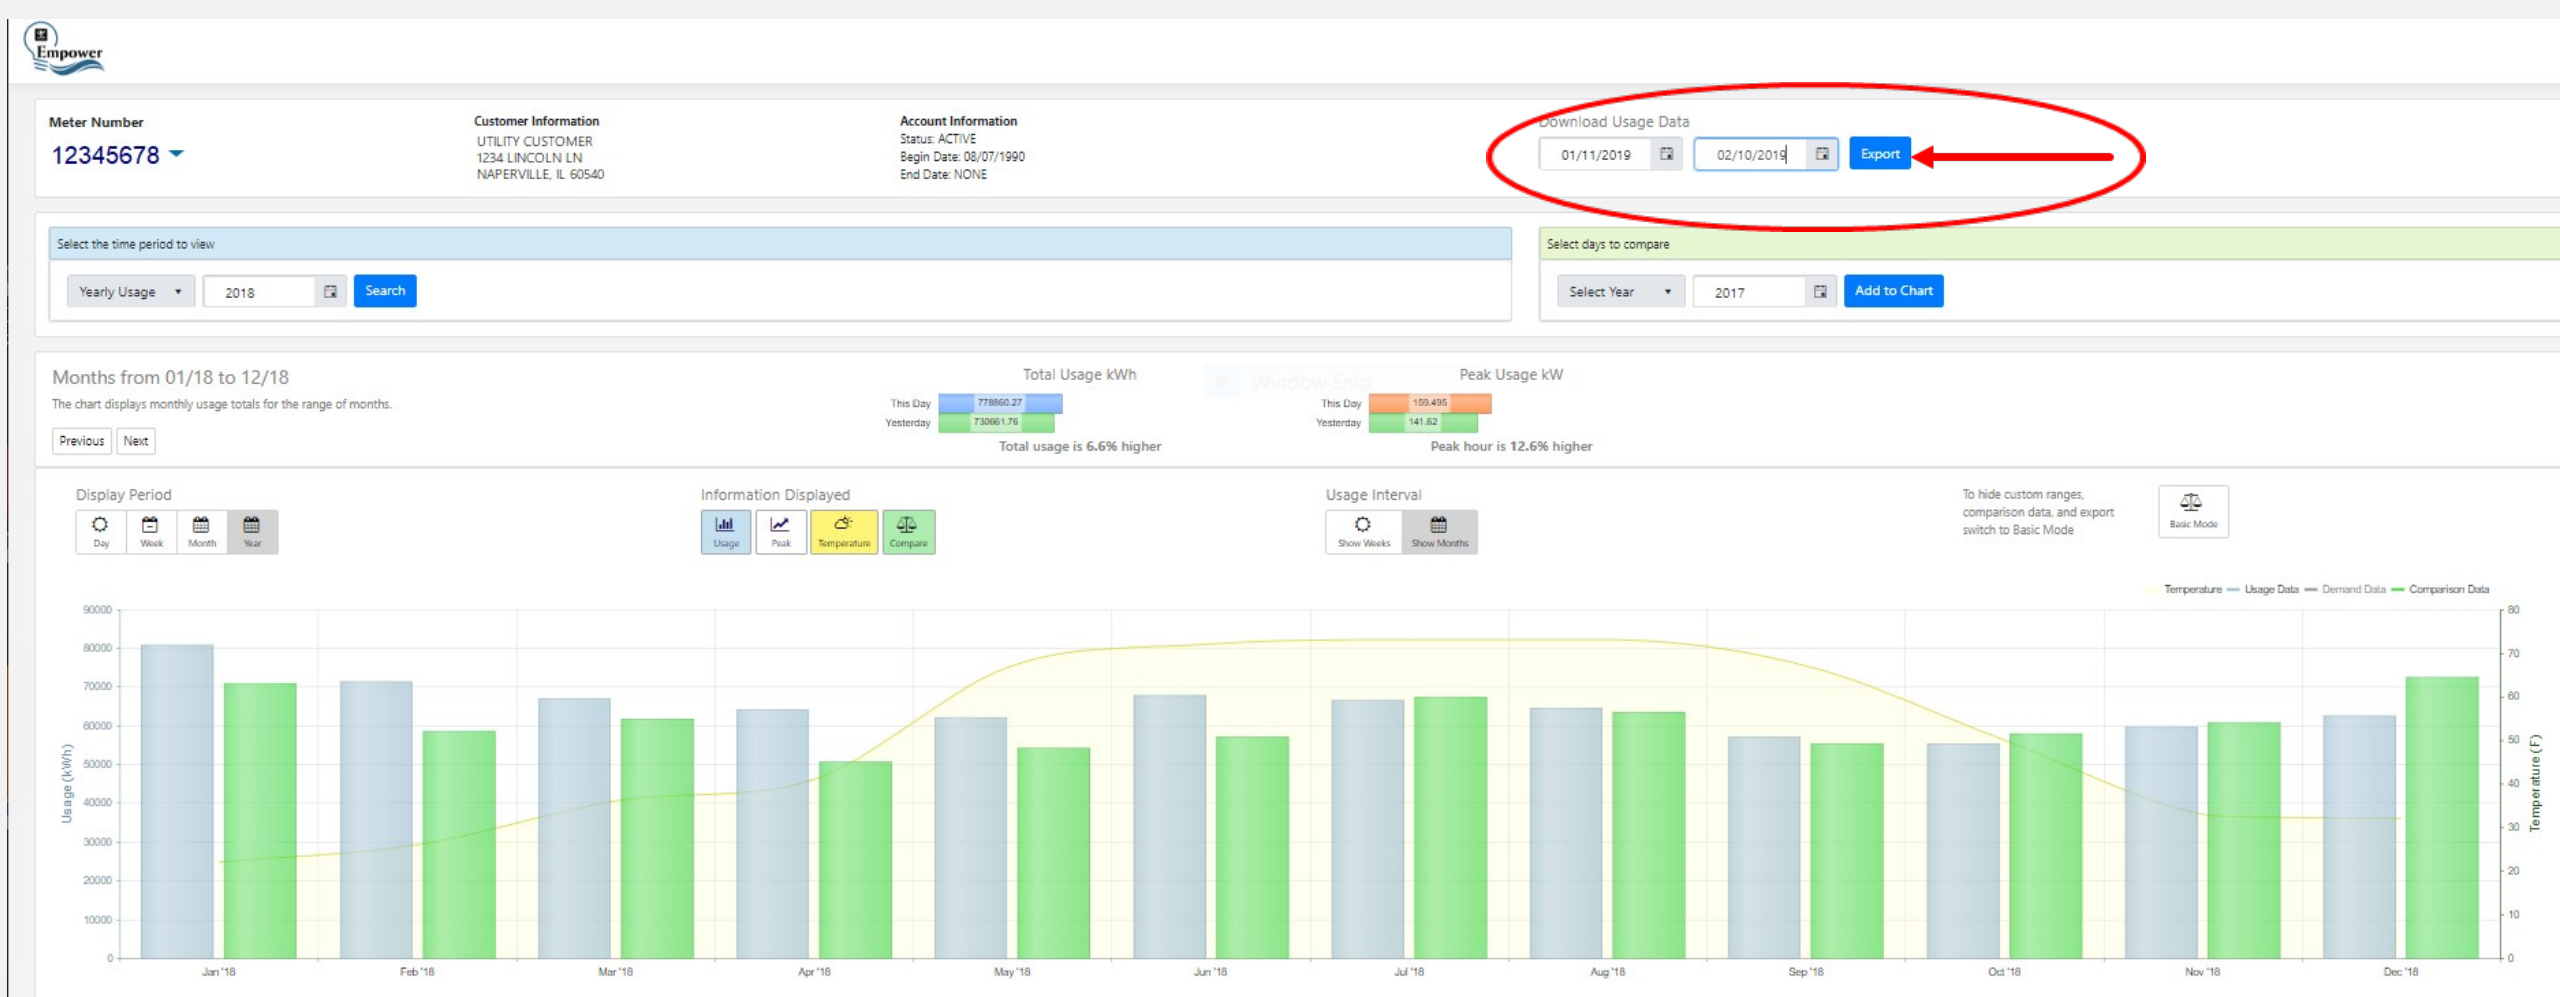 Empower
Meter Number
12345678
Customer Information
UTILITY CUSTOMER
1234 LINCOLN LN
NAPERVILLE, IL 60540
Account Information
Status: ACTIVE
Begin Date: 08/07/1990
End Date: NONE
Download Usage Data
01/11/2019 02/10/2019 Export
Select the time period to view
Yearly Usage 2018 Search
Select days to compare
Select Year 2017 Add to Chart
Months from 01/18 to 12/18
The chart displays monthly usage totals for the range of months.
Previous Next
Total Usage kWh
This Day 778860.27
Yesterday 730661.76
Total usage is 6.6% higher
Window Snip
Peak Usage kW
This Day 159.495
Yesterday 141.62
Peak hour is 12.6% higher
Display Period
Day Week Month Year
Information Displayed
Usage Peak Temperature Compare
Usage Interval
Show Weeks Show Months
To hide custom ranges,
comparison data, and export
switch to Basic Mode
Basic Mode
Temperature Usage Data Demand Data Comparison Data
Usage (kWh)
90000
80000
70000
60000
50000
40000
30000
20000
10000
0
80
70
60
50
40
30
20
10
0
Temperature (F)
Jan '18 Feb '18 Mar '18 Apr '18 May '18 Jun '18 Jul '18 Aug '18 Sep '18 Oct '18 Nov '18 Dec '18